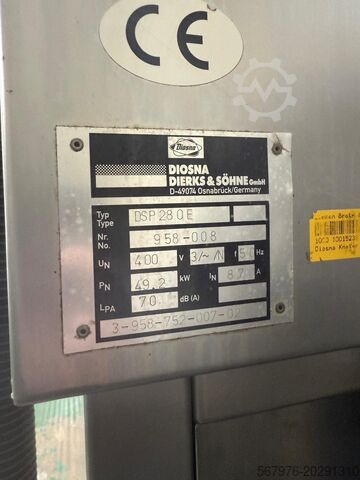 CE
Diosna
DIOSNA
DIERKS & SÖHNE GmbH
D-49074 Osnabrück/Germany
Typ
Type
DSP 280E
Nr.
No.
958-008
UN 400 V 3/~/N f 50 Hz
PN 49.2 kW IN 87 A
LPA 70 dB (A)
3-958-752-007-02
Diosna
567976-20291310